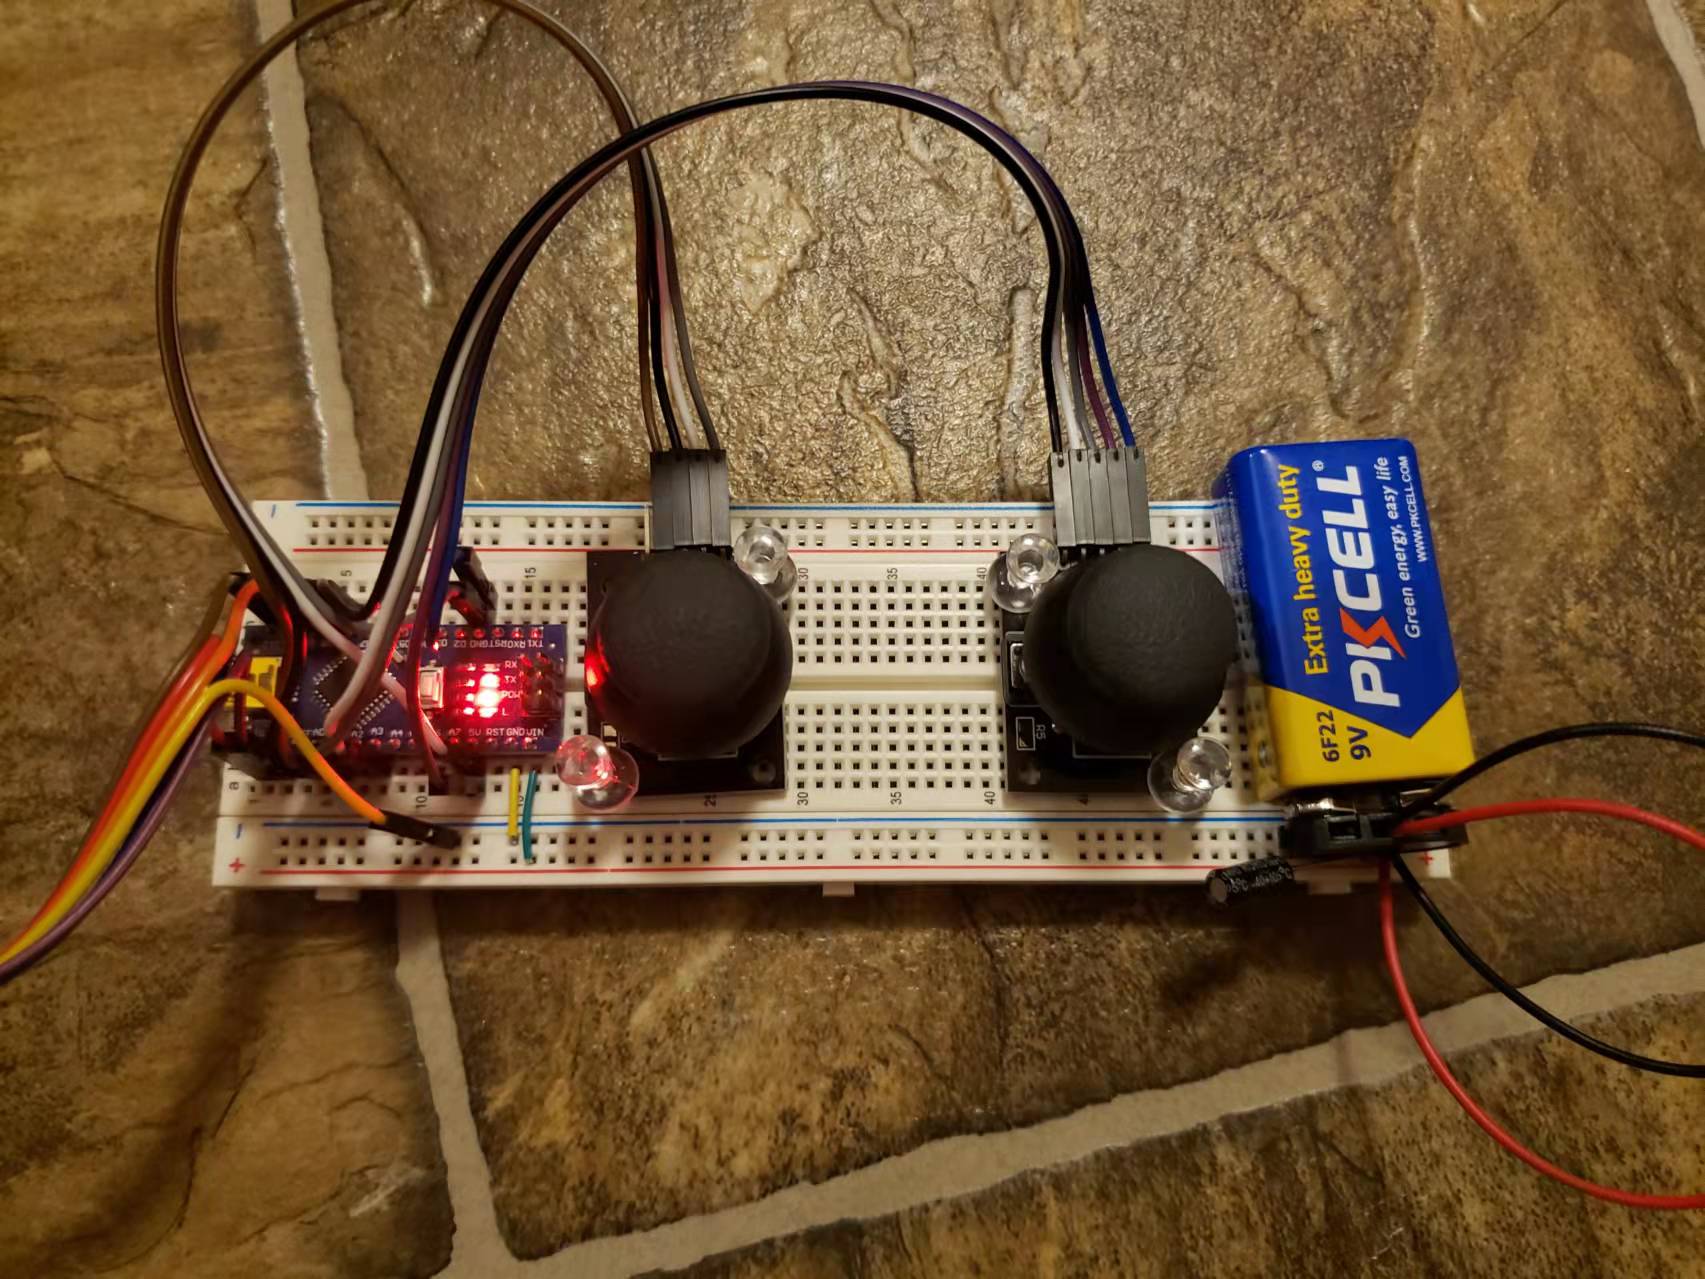 Extra heavy duty
PKCELL®
Green energy, easy life
WWW.PKCELL.COM
6F22
9V
5
15
30
35
40
TX1 RX0 RST GND D2
RX
TX
POW
L
A2 A3 A7 5V RST GND VIN
R5
a
1
10
25
30
35
40
-
-
+
+